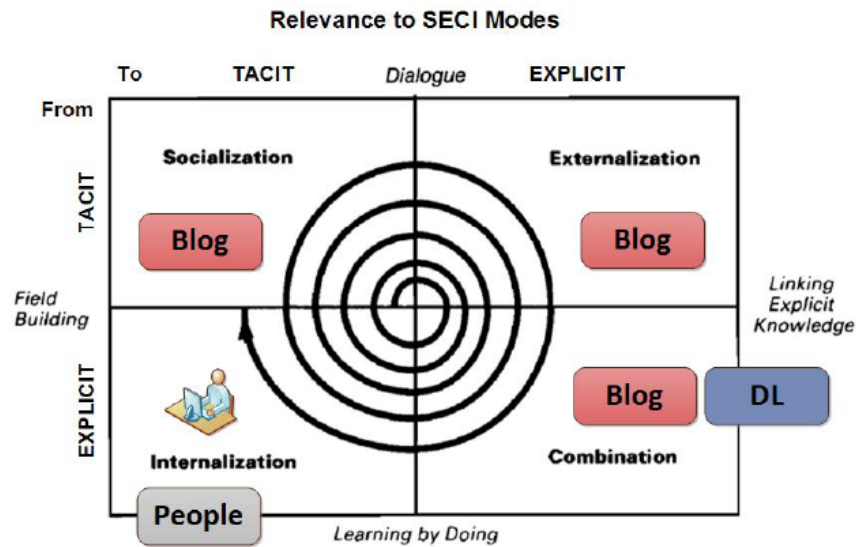 Relevance to SECI Modes
To TACIT Dialogue EXPLICIT
From
Socialization Externalization
TACIT
Blog Blog
Field
Building
Linking
Explicit
Knowledge
EXPLICIT
Blog DL
Internalization Combination
People
Learning by Doing